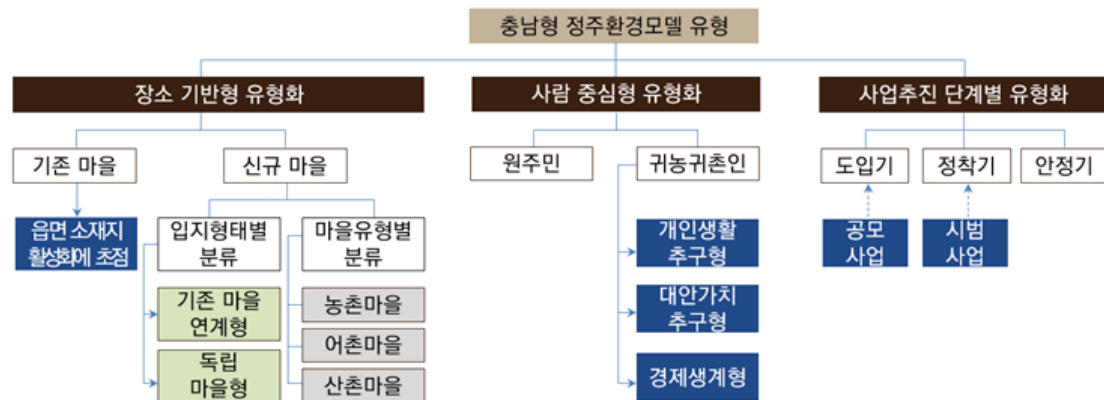 충남형 정주환경모델 유형
장소 기반형 유형화
사람 중심형 유형화
사업추진 단계별 유형화
기존 마을
신규 마을
원주민
귀농귀촌인
도입기
정착기
안정기
읍면 소재지
활성화에 초점
입지형태별
분류
마을유형별
분류
개인생활
추구형
공모
사업
시범
사업
기존 마을
연계형
농촌마을
대안가치
추구형
어촌마을
독립
마을형
산촌마을
경제생계형